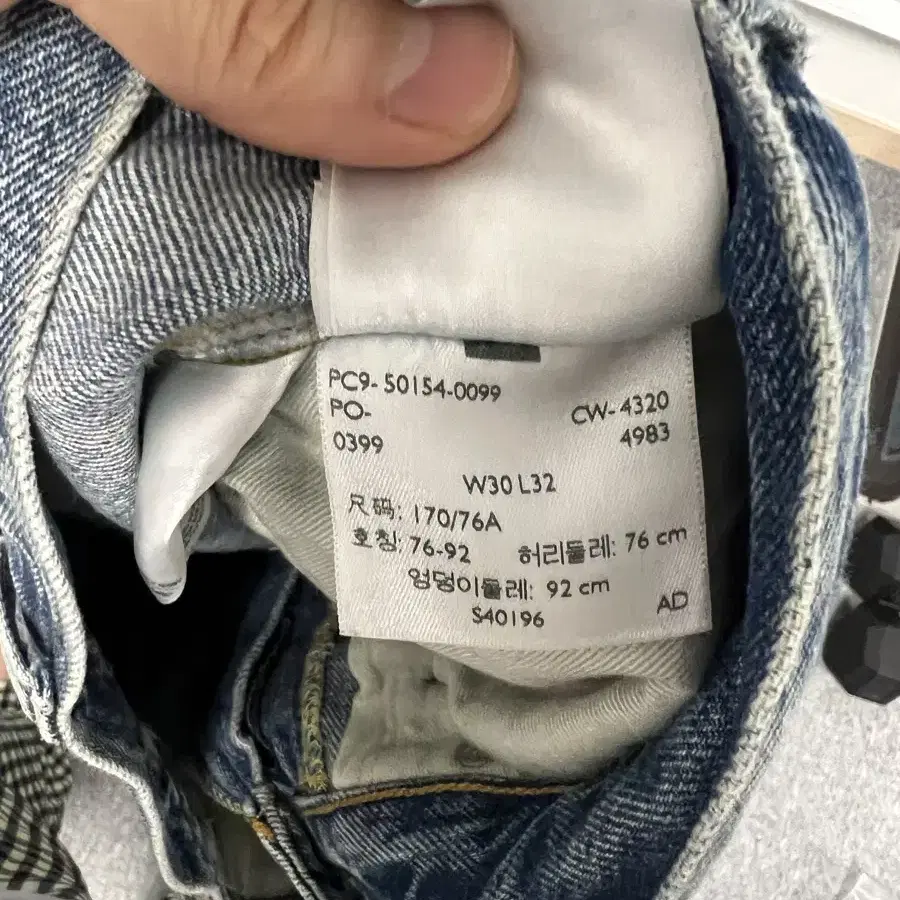 PC9-50154-0099
PO-
CW-4320
0399
4983
W30 L32
尺码: 170/76A
호칭: 76-92 허리둘레: 76 cm
엉덩이둘레: 92 cm
S40196 AD